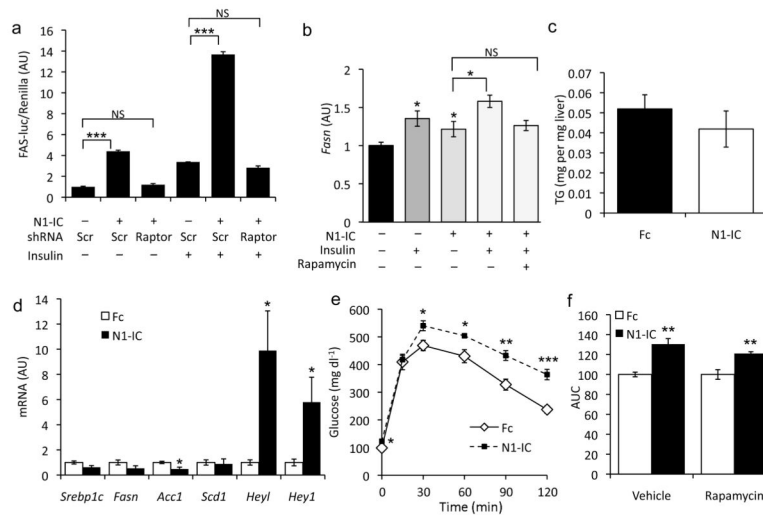 a
NS
***
NS
***
FAS-luc/Renilla (AU)
16
14
12
10
8
6
4
2
0
N1-IC – + + – + +
shRNA Scr Scr Raptor Scr Scr Raptor
Insulin – – – + + +
b
NS
*
* *
Fasn (AU)
2
1.5
1
0.5
0
N1-IC – – + + +
Insulin – + – + +
Rapamycin – – – – +
c
TG (mg per mg liver)
0.07
0.06
0.05
0.04
0.03
0.02
0.01
0
Fc N1-IC
d
Fc
N1-IC
mRNA (AU)
14
12
10
8
6
4
2
0
* * *
Srebp1c Fasn Acc1 Scd1 Heyl Hey1
e
Glucose (mg dl⁻¹)
600
500
400
300
200
100
0
* * * ** ***
Fc
N1-IC
0 30 60 90 120
Time (min)
f
Fc
N1-IC
AUC
160
140
120
100
80
60
40
20
0
** **
Vehicle Rapamycin